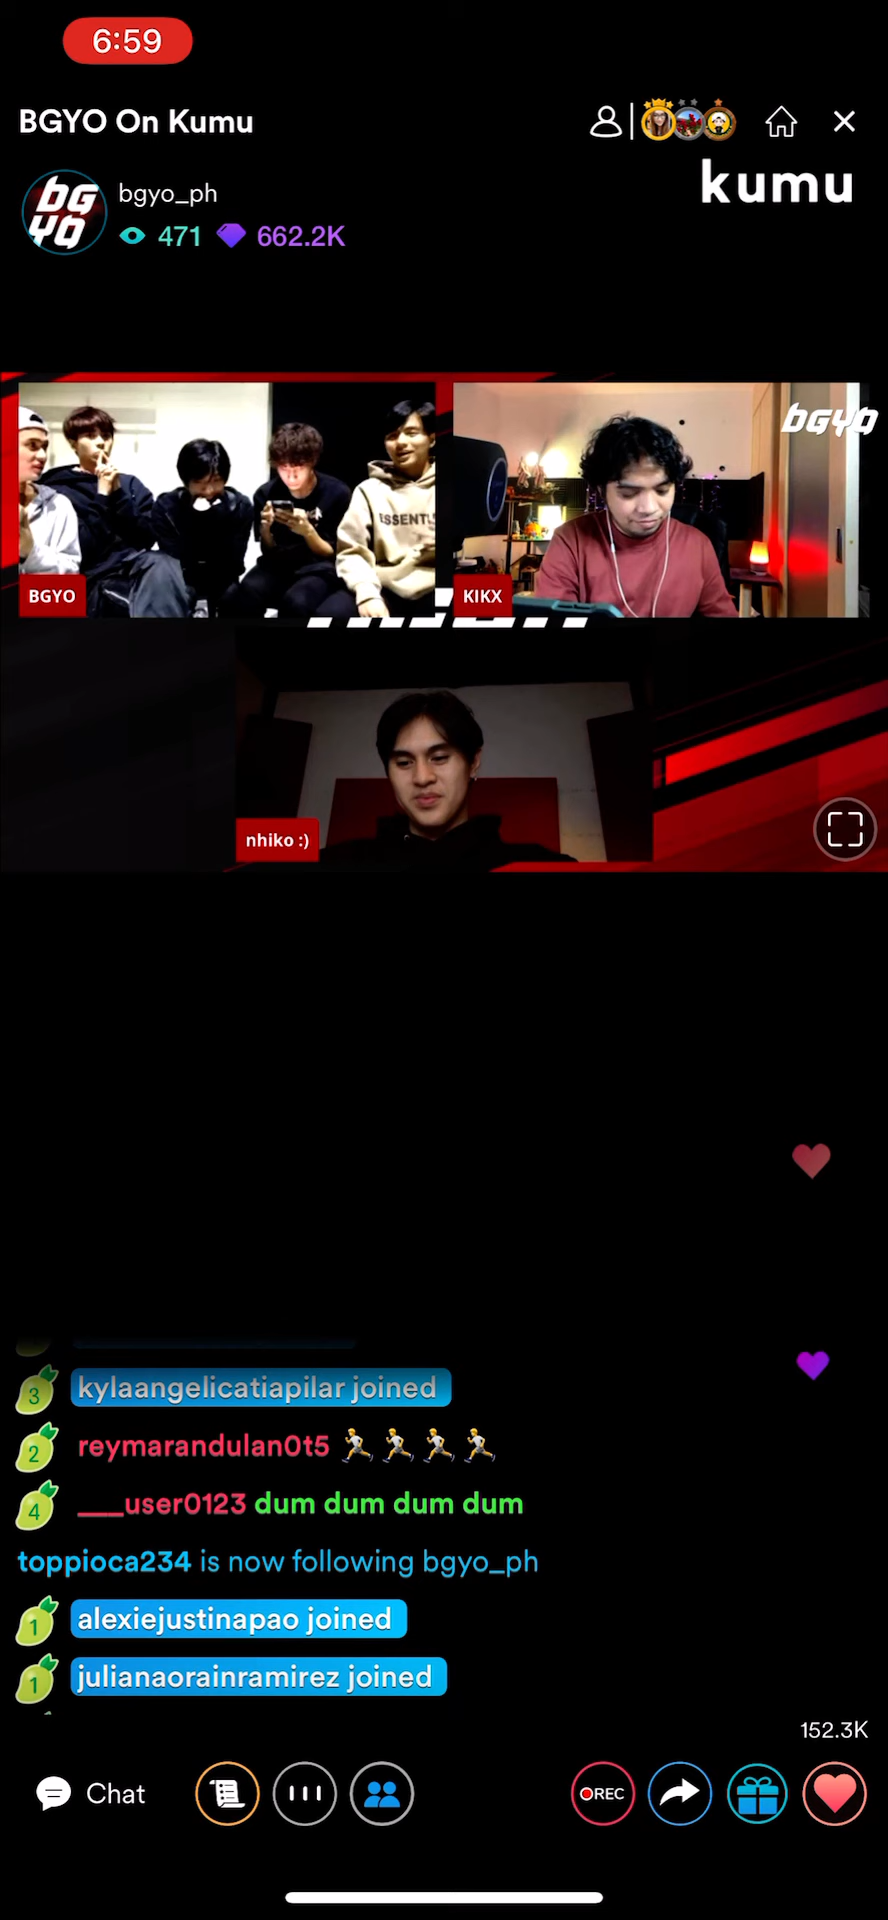 6:59
BGYO On Kumu
kumu
bgyo_ph
471 662.2K
BGYO
BGYO
KIKX
nhiko :)
3 kylaangelicatiapilar joined
2 reymarandulan0t5 🏃🏃🏃🏃
4 ___user0123 dum dum dum dum
toppioca234 is now following bgyo_ph
1 alexiejustinapao joined
1 julianaorainramirez joined
152.3K
Chat
REC